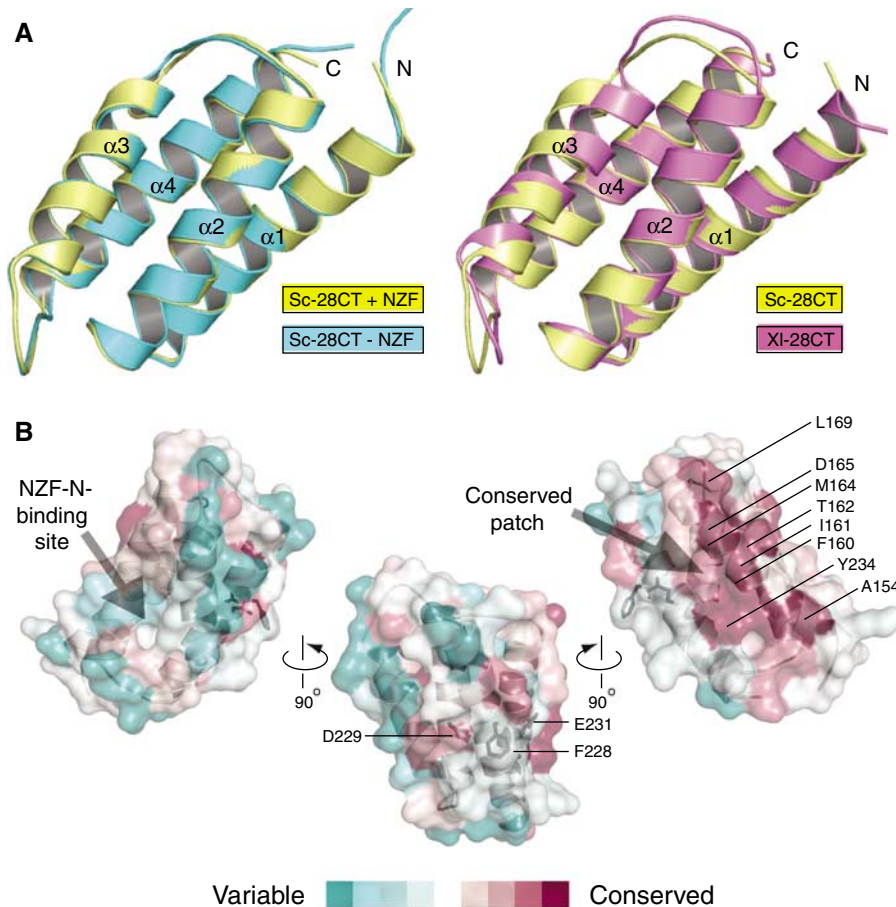 A
C
N
α3
α4
α2
α1
Sc-28CT + NZF
Sc-28CT - NZF
C
N
α3
α4
α2
α1
Sc-28CT
Xl-28CT
B
NZF-N-
binding
site
90°
D229
E231
F228
90°
Conserved
patch
L169
D165
M164
T162
I161
F160
Y234
A154
Variable
Conserved